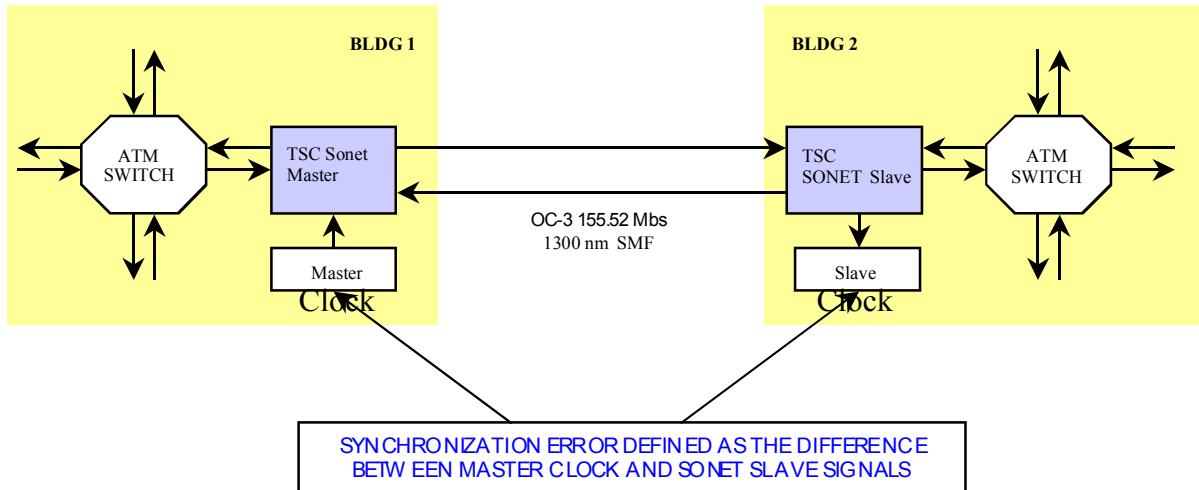 BLDG 1
BLDG 2
ATM
SWITCH
TSC Sonet
Master
TSC
SONET Slave
ATM
SWITCH
OC-3 155.52 Mbs
1300 nm SMF
Master
Clock
Slave
Clock
SYNCHRONIZATION ERROR DEFINED AS THE DIFFERENCE
BETWEEN MASTER CLOCK AND SONET SLAVE SIGNALS